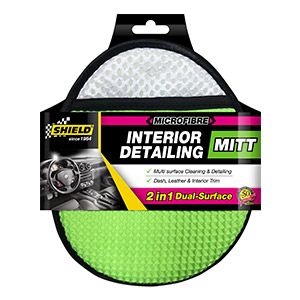 MICROFIBRE
SHIELD
since 1964
INTERIOR
DETAILING
MITT
Multi surface Cleaning & Detailing
Dash, Leather & Interior Trim
2 in 1 Dual-Surface
50